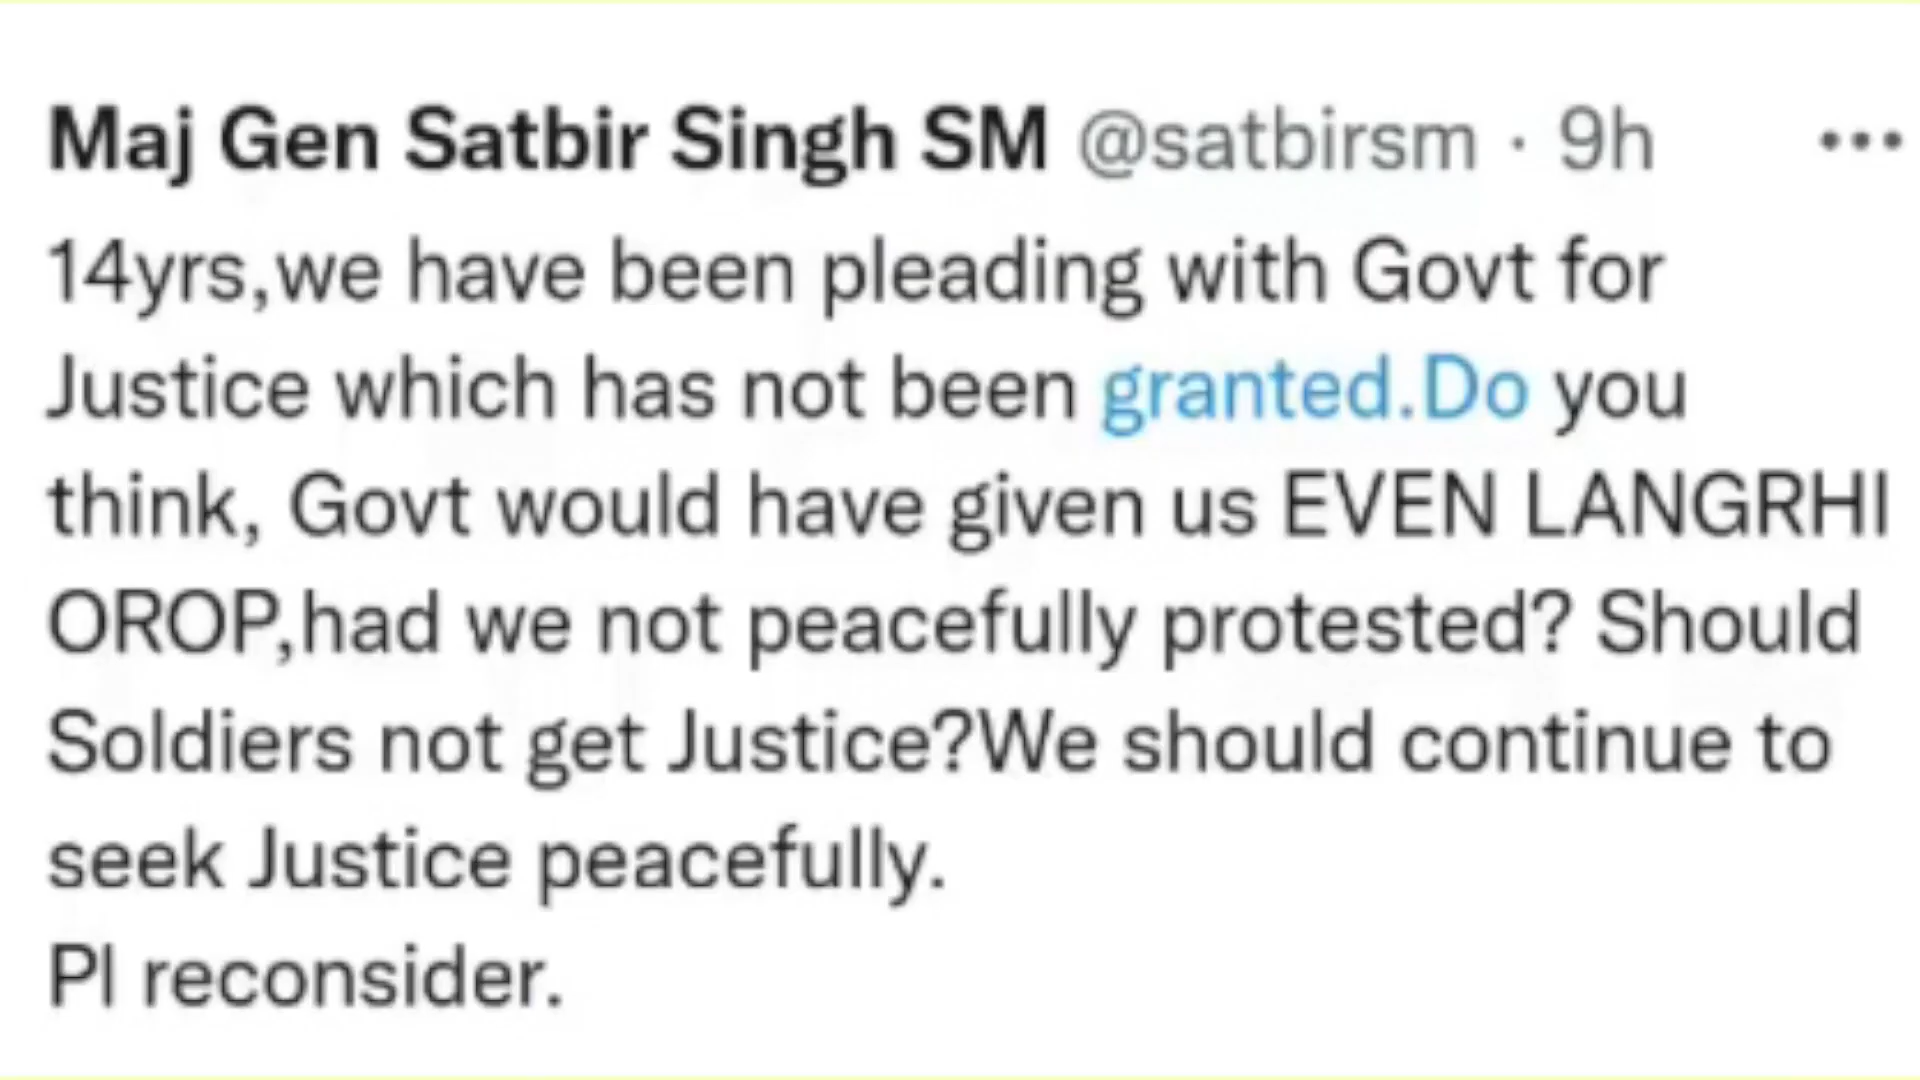 Maj Gen Satbir Singh SM @satbirsm · 9h ...
14yrs,we have been pleading with Govt for
Justice which has not been granted.Do you
think, Govt would have given us EVEN LANGRHI
OROP,had we not peacefully protested? Should
Soldiers not get Justice?We should continue to
seek Justice peacefully.
Pl reconsider.